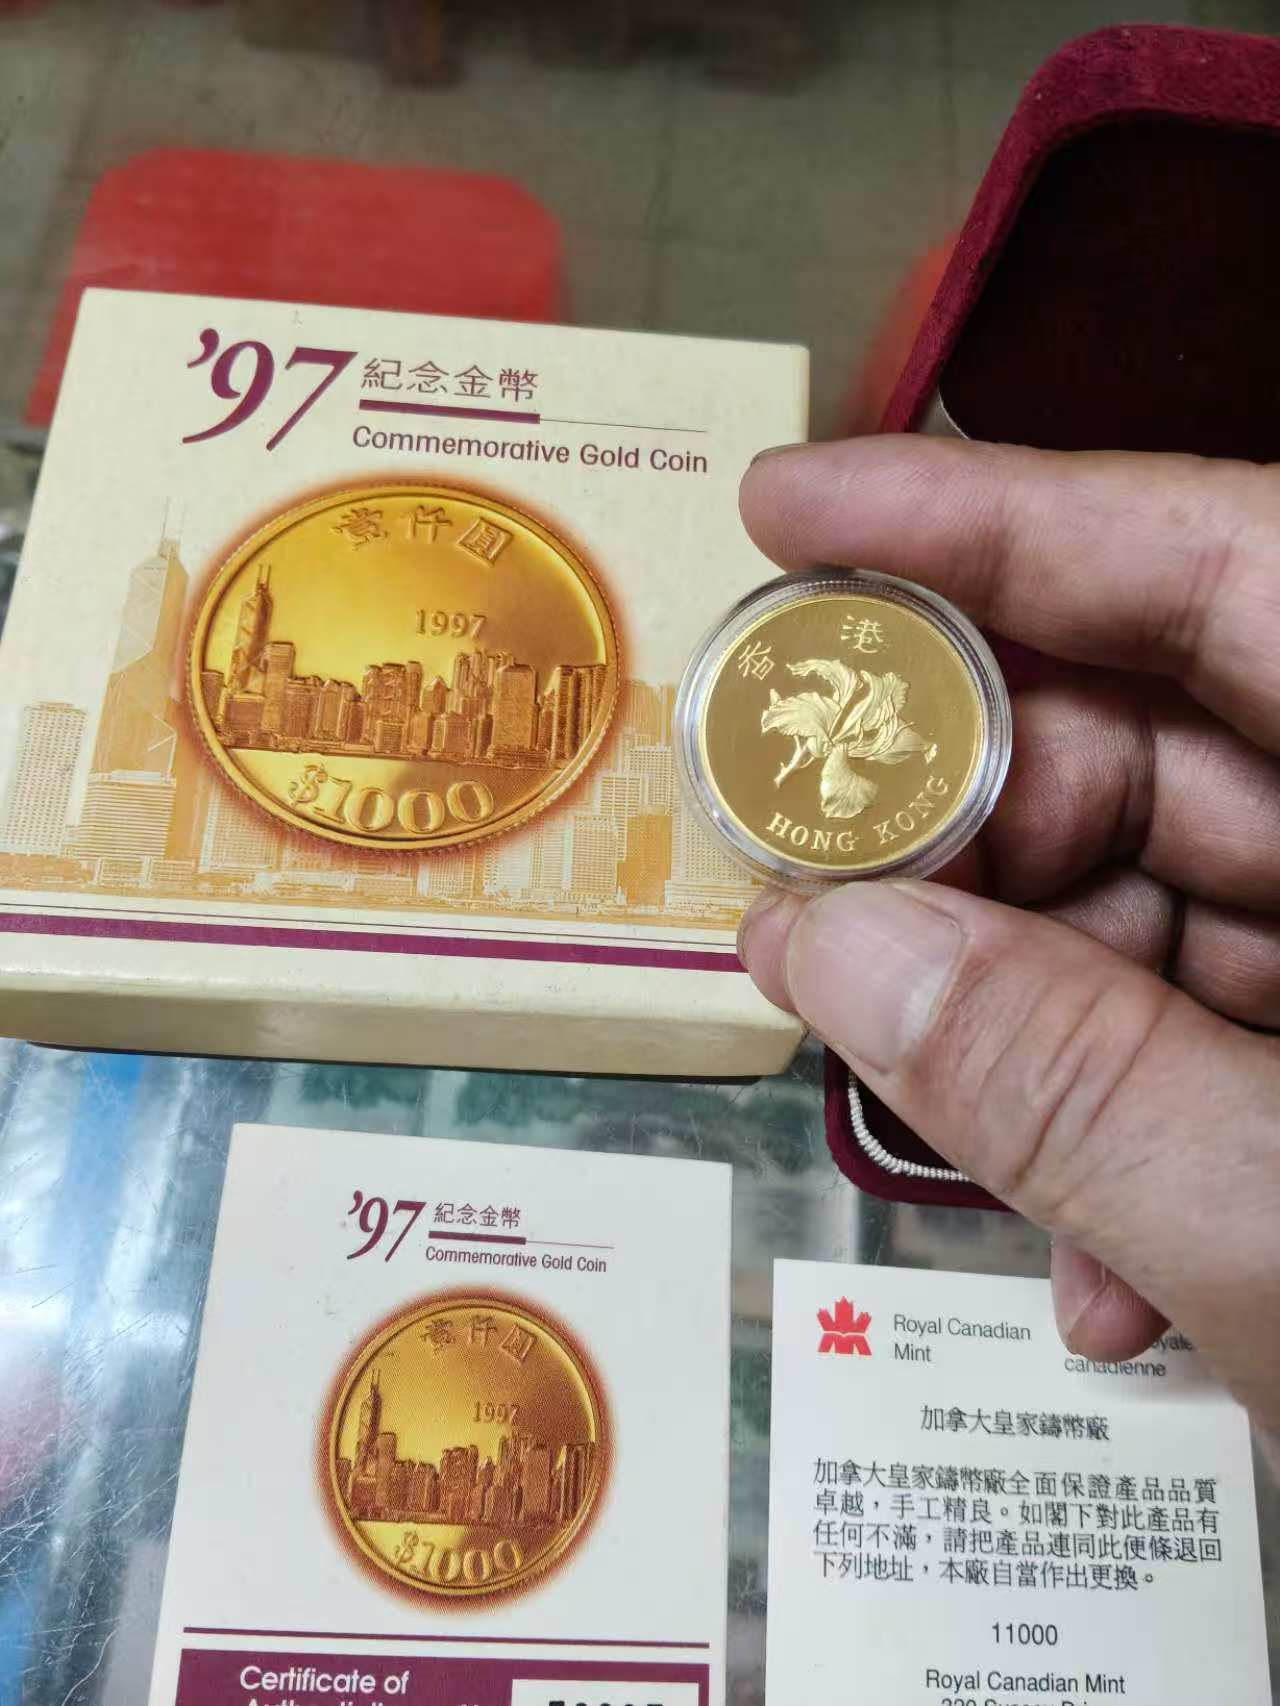 '97 紀念金幣
Commemorative Gold Coin
壹仟圓
1997
$1000
香港
HONG KONG
'97 紀念金幣
Commemorative Gold Coin
壹仟圓
1997
$1000
Certificate of
Royal Canadian
Mint
canadienne
加拿大皇家鑄幣廠
加拿大皇家鑄幣廠全面保證產品品質
卓越，手工精良。如閣下對此產品有
任何不滿，請把產品連同此便條退回
下列地址，本廠自當作出更換。
11000
Royal Canadian Mint